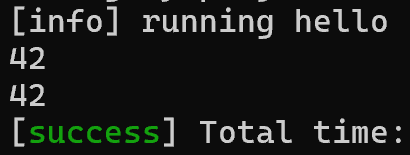 [info] running hello
42
42
[success] Total time: